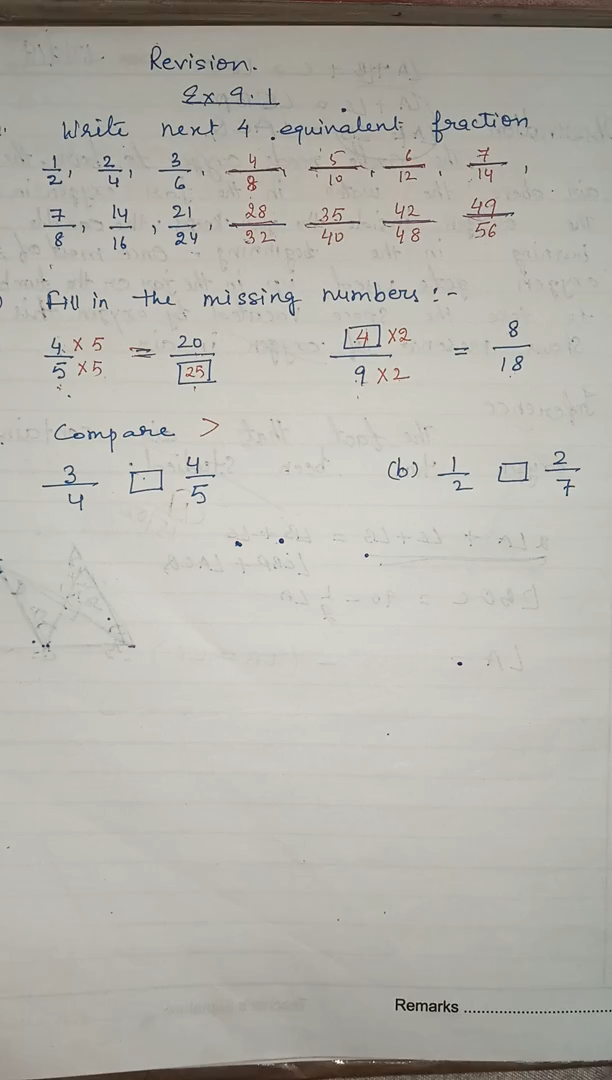 Revision.
Ex 9.1
Write next 4 equivalent fraction
1/2, 2/4, 3/6, 4/8, 5/10, 6/12, 7/14,
7/8, 14/16, 21/24, 28/32 35/40 42/48 49/56
Fill in the missing numbers :-
4 × 5 / 5 × 5 = 20/25 4 × 2 / 9 × 2 = 8/18
Compare >
3/4 □ 4/5 (b) 1/2 □ 2/7
Remarks